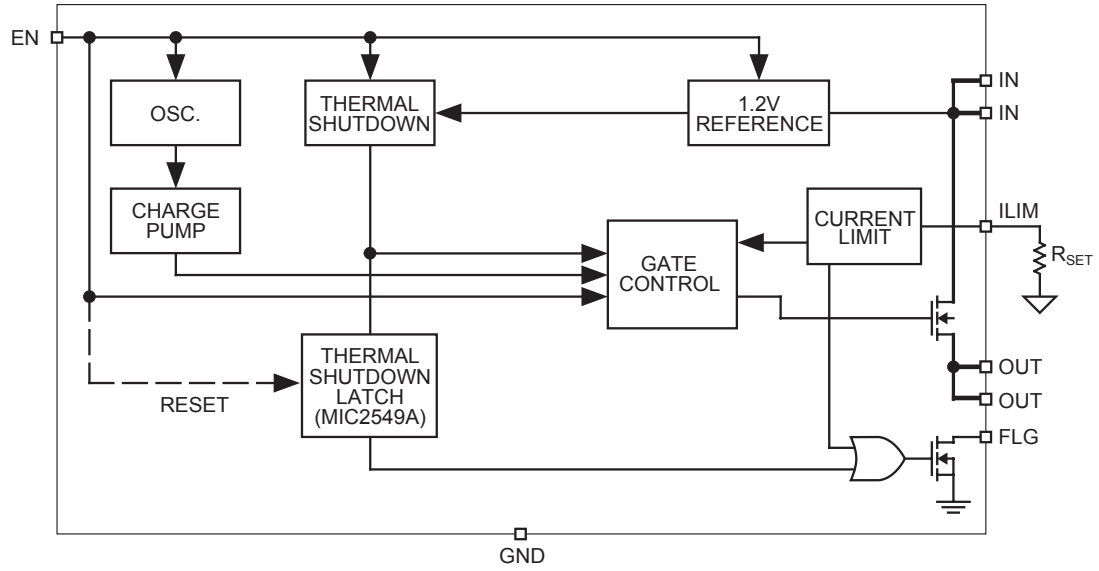 EN
OSC.
THERMAL
SHUTDOWN
1.2V
REFERENCE
IN
IN
CHARGE
PUMP
GATE
CONTROL
CURRENT
LIMIT
ILIM
RSET
THERMAL
SHUTDOWN
LATCH
(MIC2549A)
RESET
OUT
OUT
FLG
GND